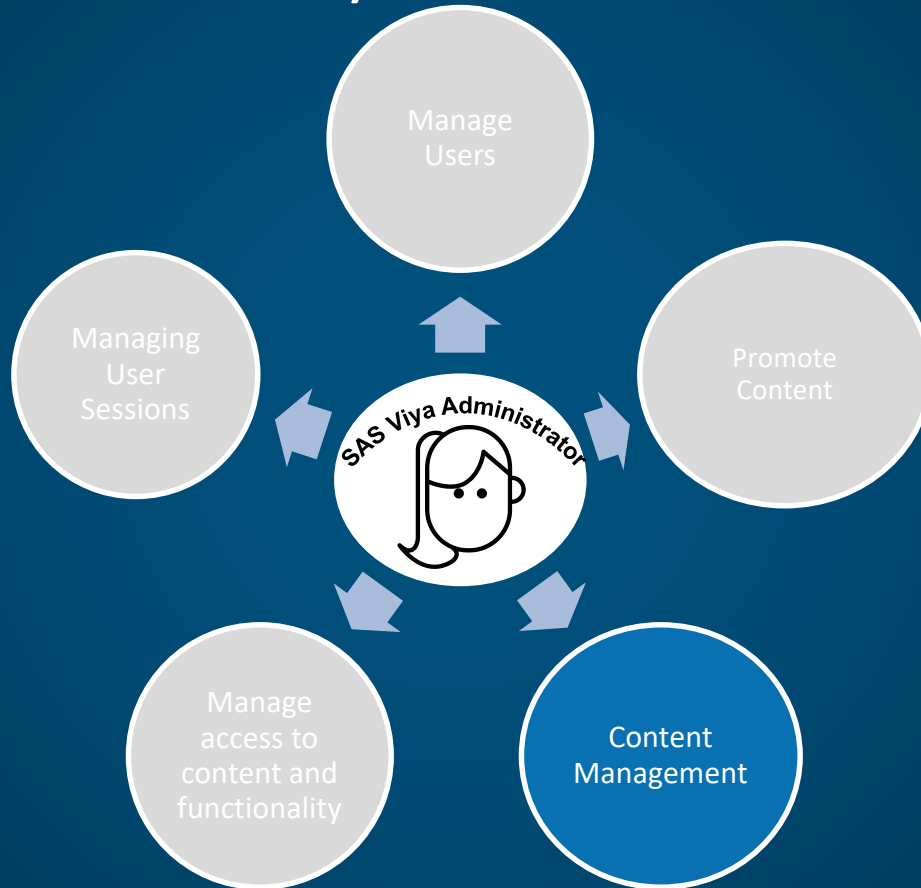 Manage
Users
Managing
User
Sessions
Promote
Content
SAS Viya Administrator
Manage
access to
content and
functionality
Content
Management